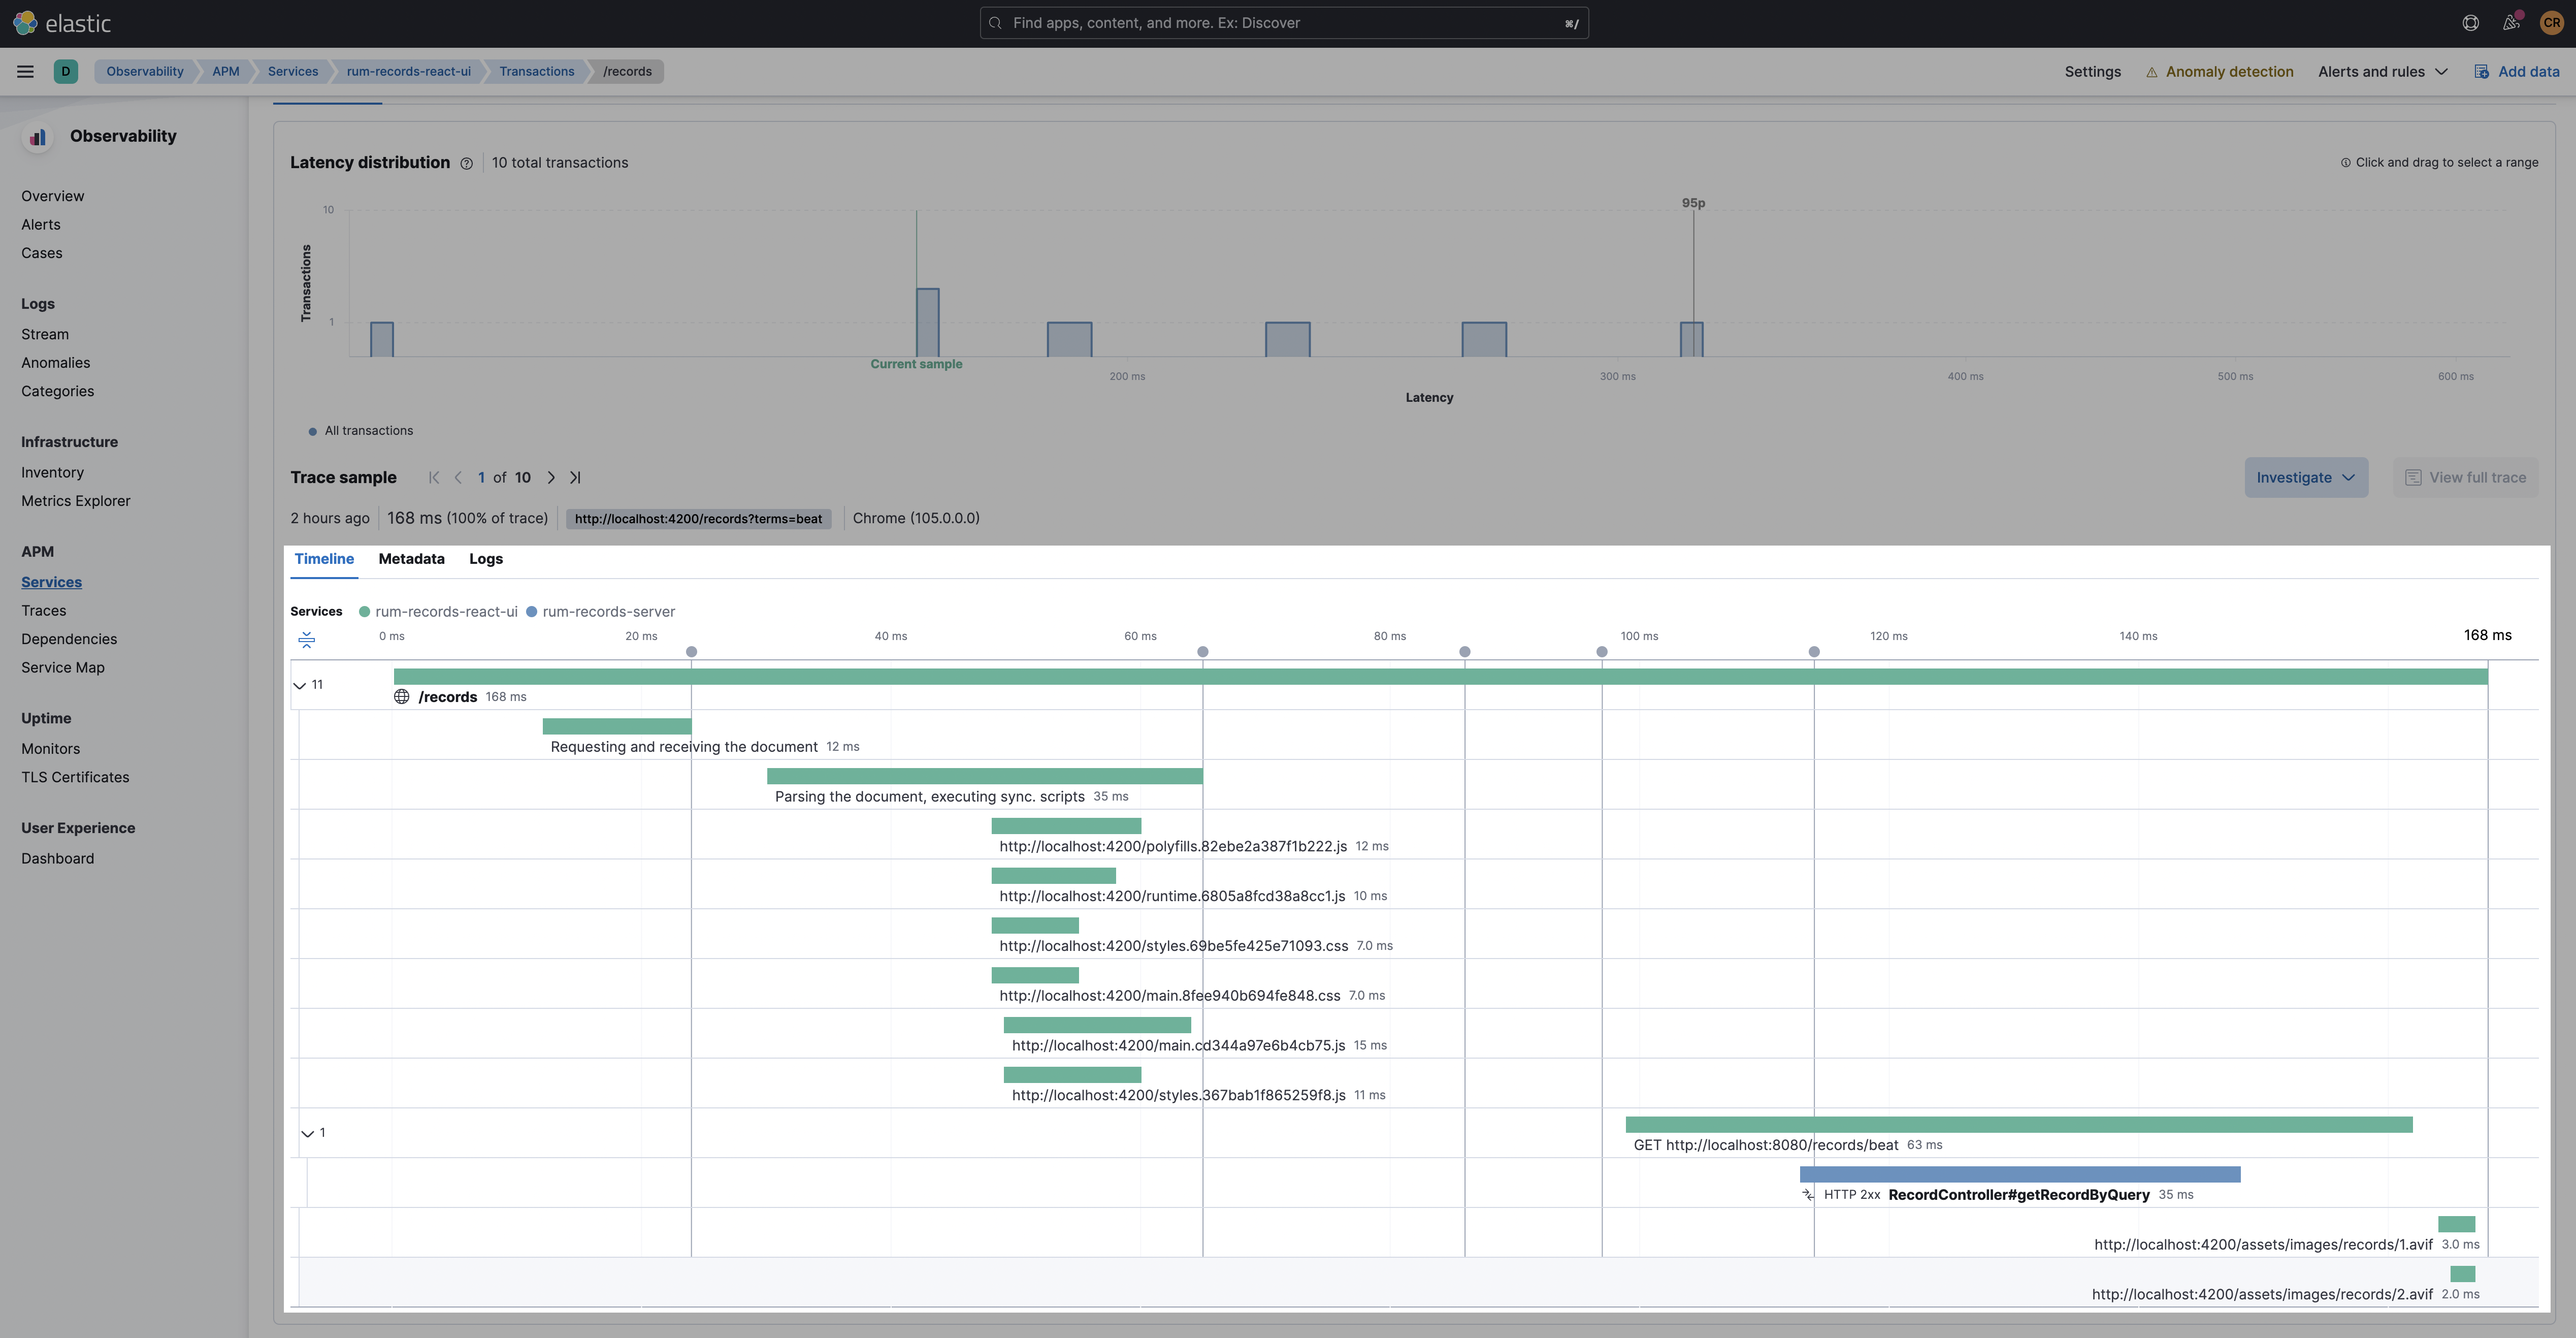 elastic
Find apps, content, and more. Ex: Discover ⌘/
CR
D Observability APM Services rum-records-react-ui Transactions /records
Settings Anomaly detection Alerts and rules Add data
Observability
Overview
Alerts
Cases
Logs
Stream
Anomalies
Categories
Infrastructure
Inventory
Metrics Explorer
APM
Services
Traces
Dependencies
Service Map
Uptime
Monitors
TLS Certificates
User Experience
Dashboard
Latency distribution 10 total transactions
Click and drag to select a range
95p
10
Transactions
1
Current sample
200 ms 300 ms 400 ms 500 ms 600 ms
Latency
All transactions
Trace sample 1 of 10
Investigate View full trace
2 hours ago 168 ms (100% of trace) http://localhost:4200/records?terms=beat Chrome (105.0.0.0)
Timeline Metadata Logs
Services rum-records-react-ui rum-records-server
0 ms 20 ms 40 ms 60 ms 80 ms 100 ms 120 ms 140 ms 168 ms
11
/records 168 ms
Requesting and receiving the document 12 ms
Parsing the document, executing sync. scripts 35 ms
http://localhost:4200/polyfills.82ebe2a387f1b222.js 12 ms
http://localhost:4200/runtime.6805a8fcd38a8cc1.js 10 ms
http://localhost:4200/styles.69be5fe425e71093.css 7.0 ms
http://localhost:4200/main.8fee940b694fe848.css 7.0 ms
http://localhost:4200/main.cd344a97e6b4cb75.js 15 ms
http://localhost:4200/styles.367bab1f865259f8.js 11 ms
1
GET http://localhost:8080/records/beat 63 ms
HTTP 2xx RecordController#getRecordByQuery 35 ms
http://localhost:4200/assets/images/records/1.avif 3.0 ms
http://localhost:4200/assets/images/records/2.avif 2.0 ms